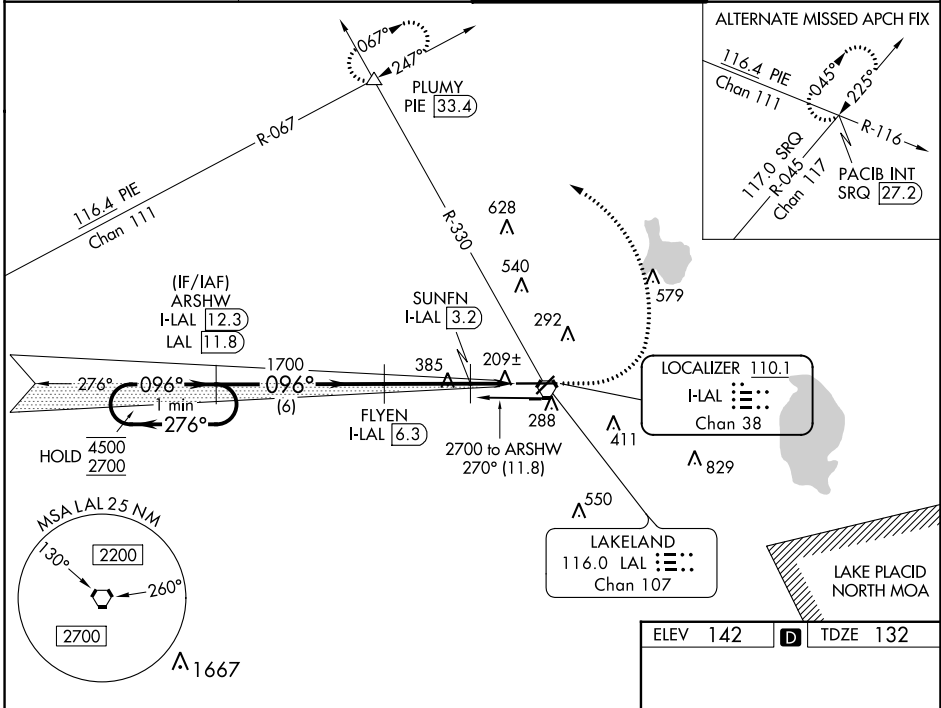 ALTERNATE MISSED APCH FIX
116.4 PIE
Chan 111
045°
225°
R-116
117.0 SRQ
R-045
Chan 117
PACIB INT
SRQ 27.2
067°
247°
PLUMY
PIE 33.4
R-067
116.4 PIE
Chan 111
R-330
628
540
292
579
(IF/IAF)
ARSHW
I-LAL 12.3
LAL 11.8
SUNFN
I-LAL 3.2
1700
385
209±
276°
096°
096°
1 min
(6)
276°
FLYEN
I-LAL 6.3
288
HOLD
4500
2700
2700 to ARSHW
270° (11.8)
LOCALIZER 110.1
I-LAL
Chan 38
411
829
550
LAKELAND
116.0 LAL
Chan 107
MSA LAL 25 NM
130°
2200
260°
2700
1667
LAKE PLACID
NORTH MOA
ELEV 142 D TDZE 132